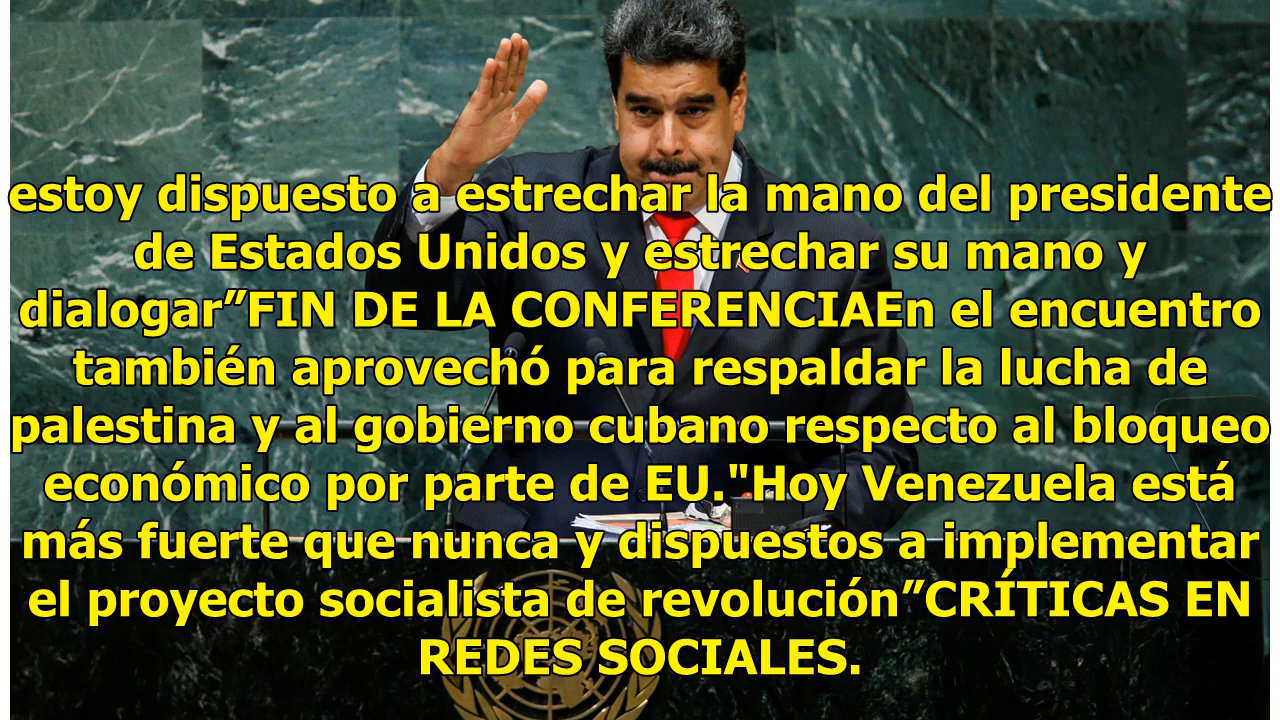 estoy dispuesto a estrechar la mano del presidente
de Estados Unidos y estrechar su mano y
dialogar”FIN DE LA CONFERENCIAEn el encuentro
también aprovechó para respaldar la lucha de
palestina y al gobierno cubano respecto al bloqueo
económico por parte de EU."Hoy Venezuela está
más fuerte que nunca y dispuestos a implementar
el proyecto socialista de revolución”CRÍTICAS EN
REDES SOCIALES.